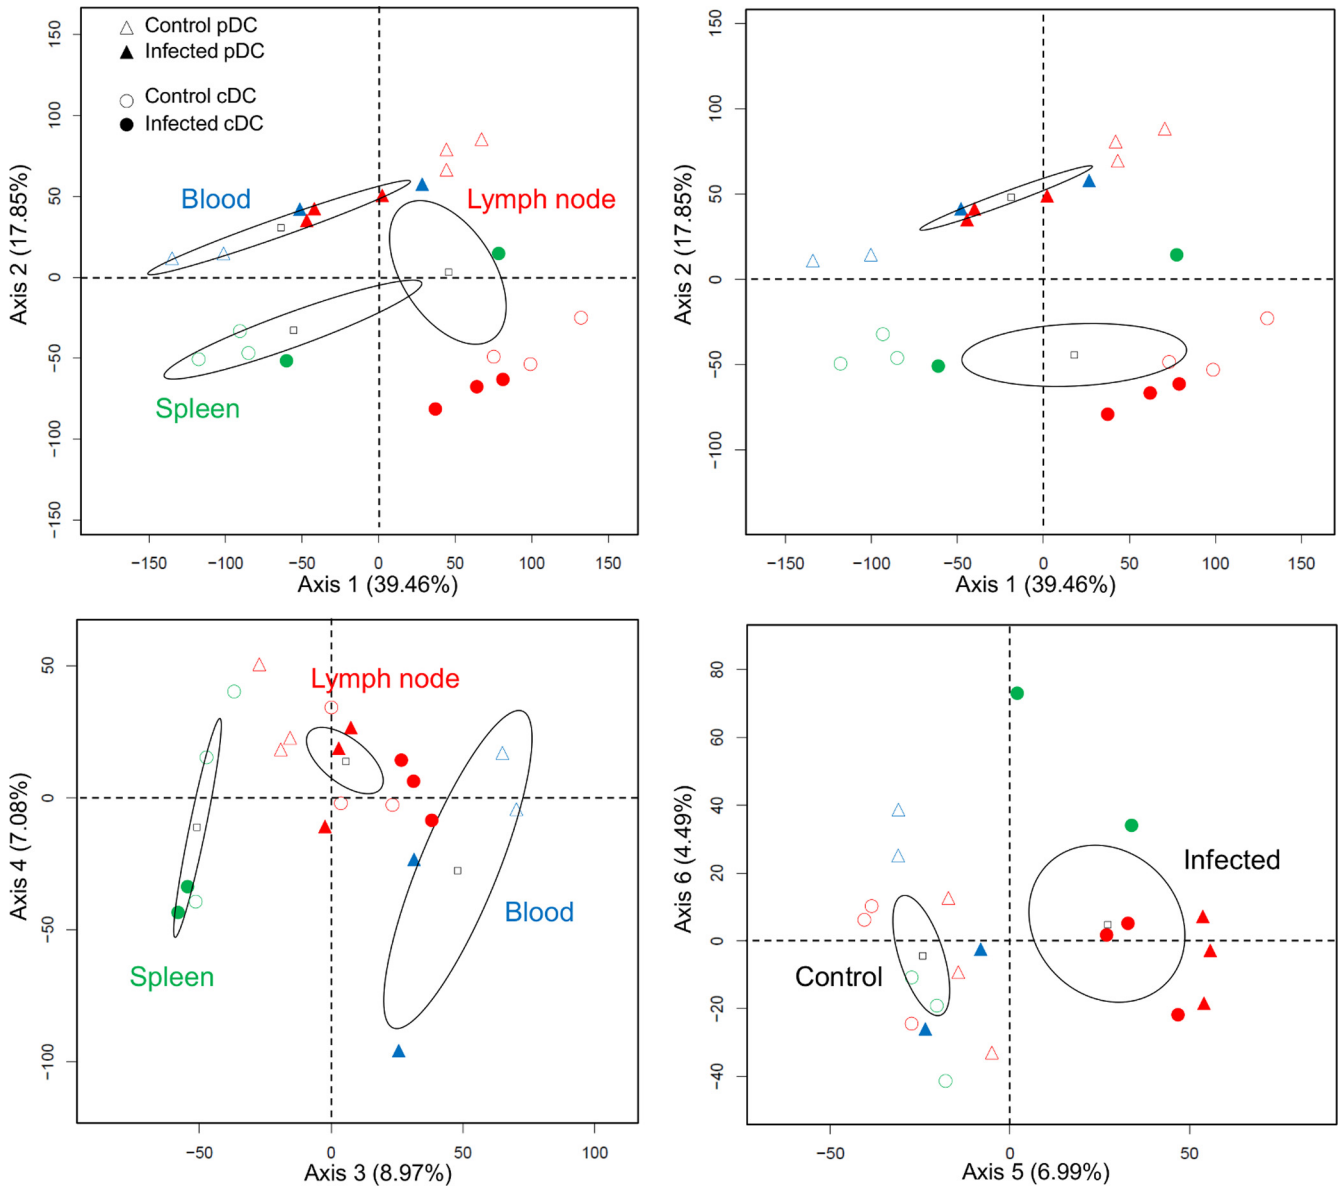 Control pDC
Infected pDC
Control cDC
Infected cDC
Blood
Lymph node
Spleen
Axis 2 (17.85%)
150
100
50
0
−50
−100
−150
−150
−100
−50
0
50
100
150
Axis 1 (39.46%)
Axis 2 (17.85%)
150
100
50
0
−50
−100
−150
−100
−50
0
50
100
150
Axis 1 (39.46%)
Lymph node
Blood
Spleen
Axis 4 (7.08%)
50
0
−50
−100
−50
0
50
100
Axis 3 (8.97%)
Infected
Control
Axis 6 (4.49%)
80
60
40
20
0
−20
−40
−50
0
50
Axis 5 (6.99%)